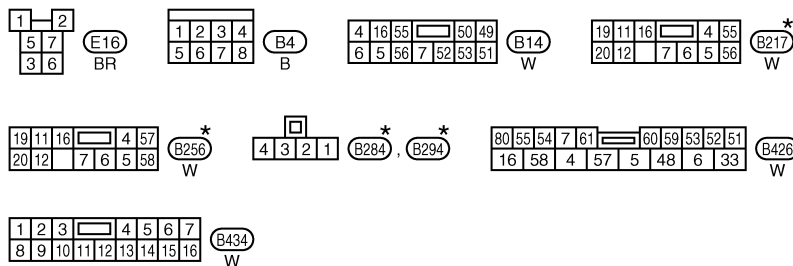 1 2
5 7
3 6
E16
BR
1 2 3 4
5 6 7 8
B4
B
4 16 55 50 49
6 5 56 7 52 53 51
B14
W
19 11 16 4 55
20 12 7 6 5 56
*
B217
W
19 11 16 4 57
20 12 7 6 5 58
*
B256
W
4 3 2 1
* *
B284 , B294
80 55 54 7 61 60 59 53 52 51
16 58 4 57 5 48 6 33
B426
W
1 2 3 4 5 6 7
8 9 10 11 12 13 14 15 16
B434
W